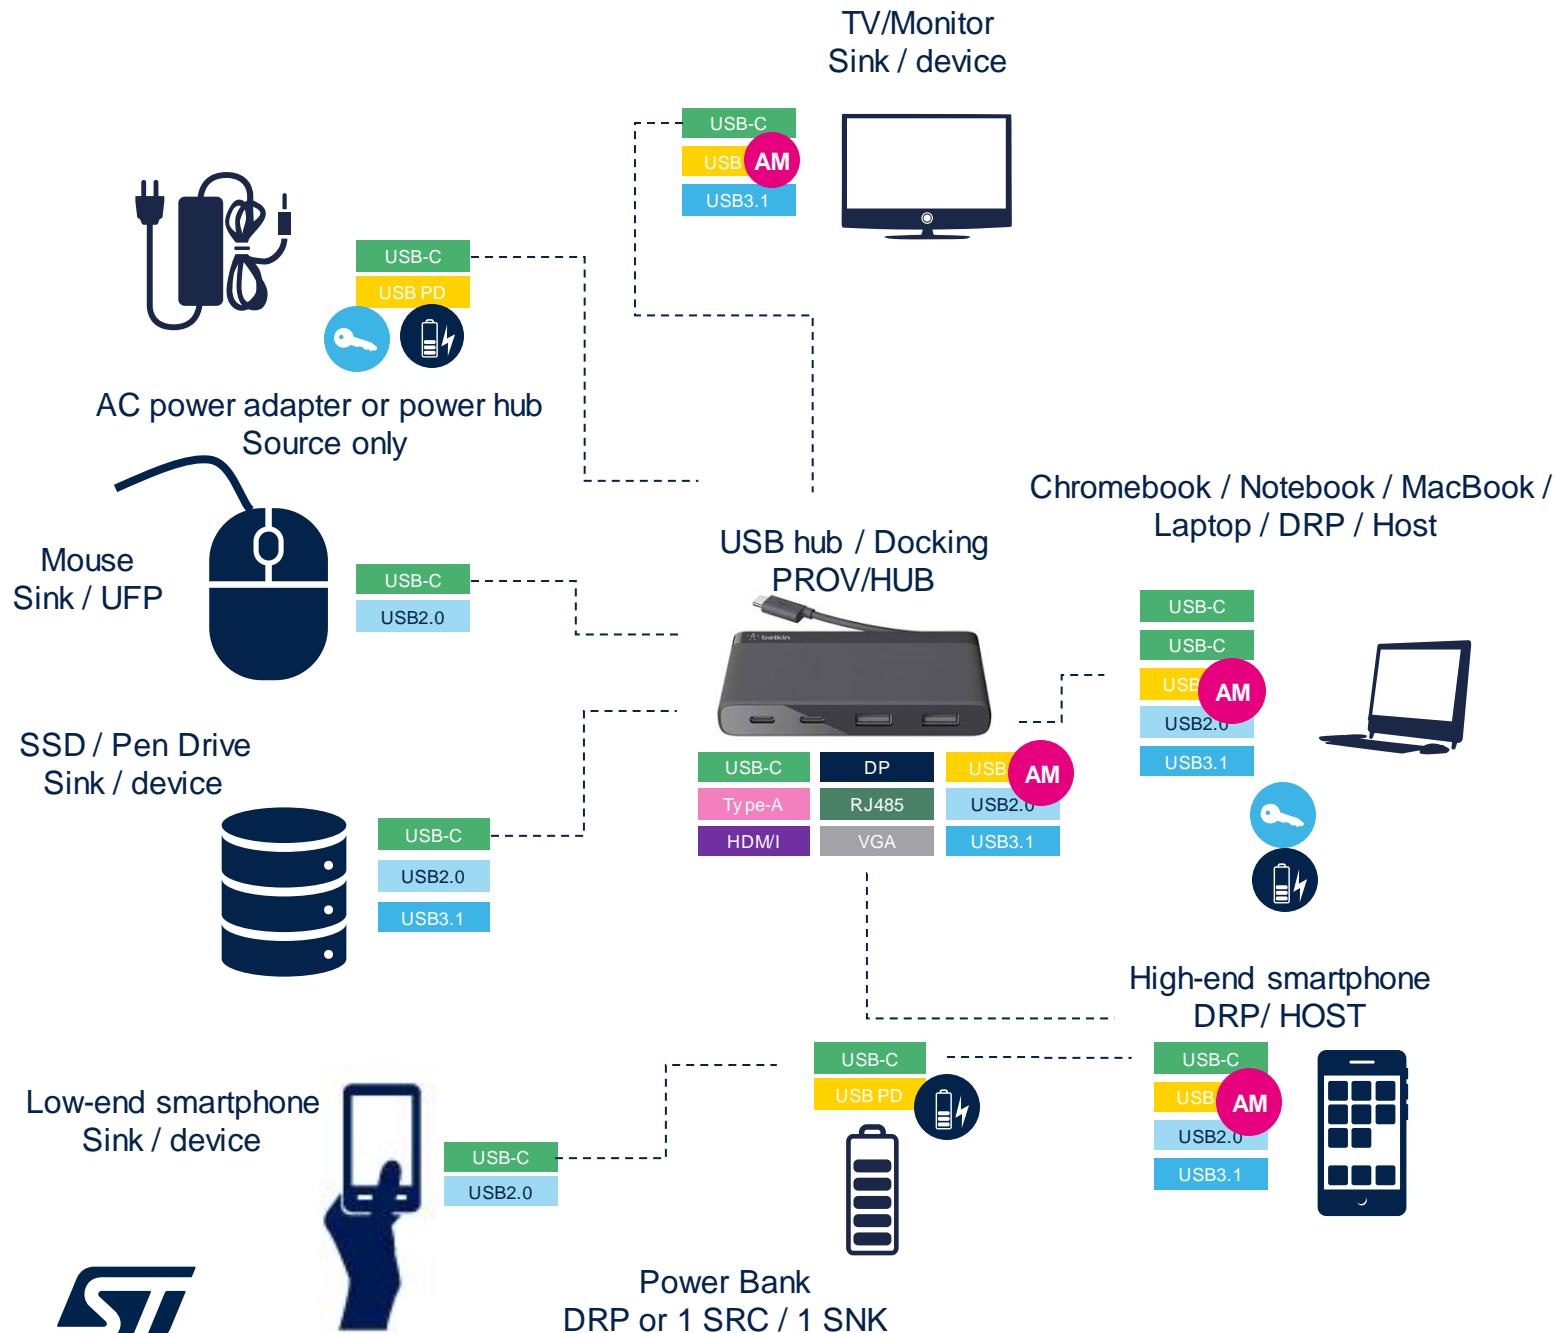 TV/Monitor
Sink / device
USB-C
USB
AM
USB3.1
USB-C
USB PD
AC power adapter or power hub
Source only
Mouse
Sink / UFP
USB-C
USB2.0
USB hub / Docking
PROV/HUB
belkin
USB-C
DP
USB
AM
Type-A
RJ485
USB2.0
HDM/I
VGA
USB3.1
Chromebook / Notebook / MacBook /
Laptop / DRP / Host
USB-C
USB-C
USB
AM
USB2.0
USB3.1
SSD / Pen Drive
Sink / device
USB-C
USB2.0
USB3.1
High-end smartphone
DRP/ HOST
USB-C
USB
AM
USB2.0
USB3.1
Low-end smartphone
Sink / device
USB-C
USB2.0
USB-C
USB PD
Power Bank
DRP or 1 SRC / 1 SNK
ST